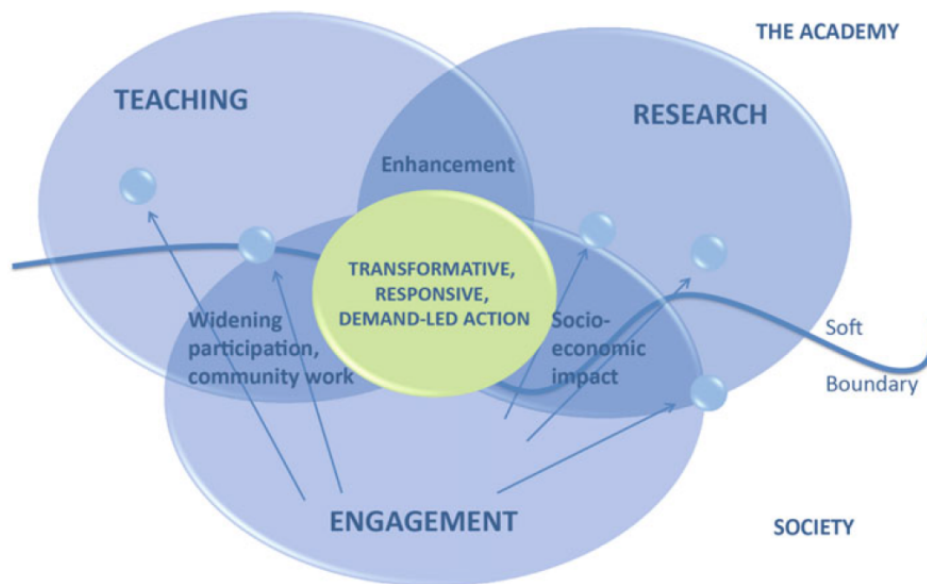 THE ACADEMY
TEACHING
RESEARCH
Enhancement
TRANSFORMATIVE,
RESPONSIVE,
DEMAND-LED ACTION
Widening
participation,
community work
Socio-
economic
impact
Soft
Boundary
ENGAGEMENT
SOCIETY